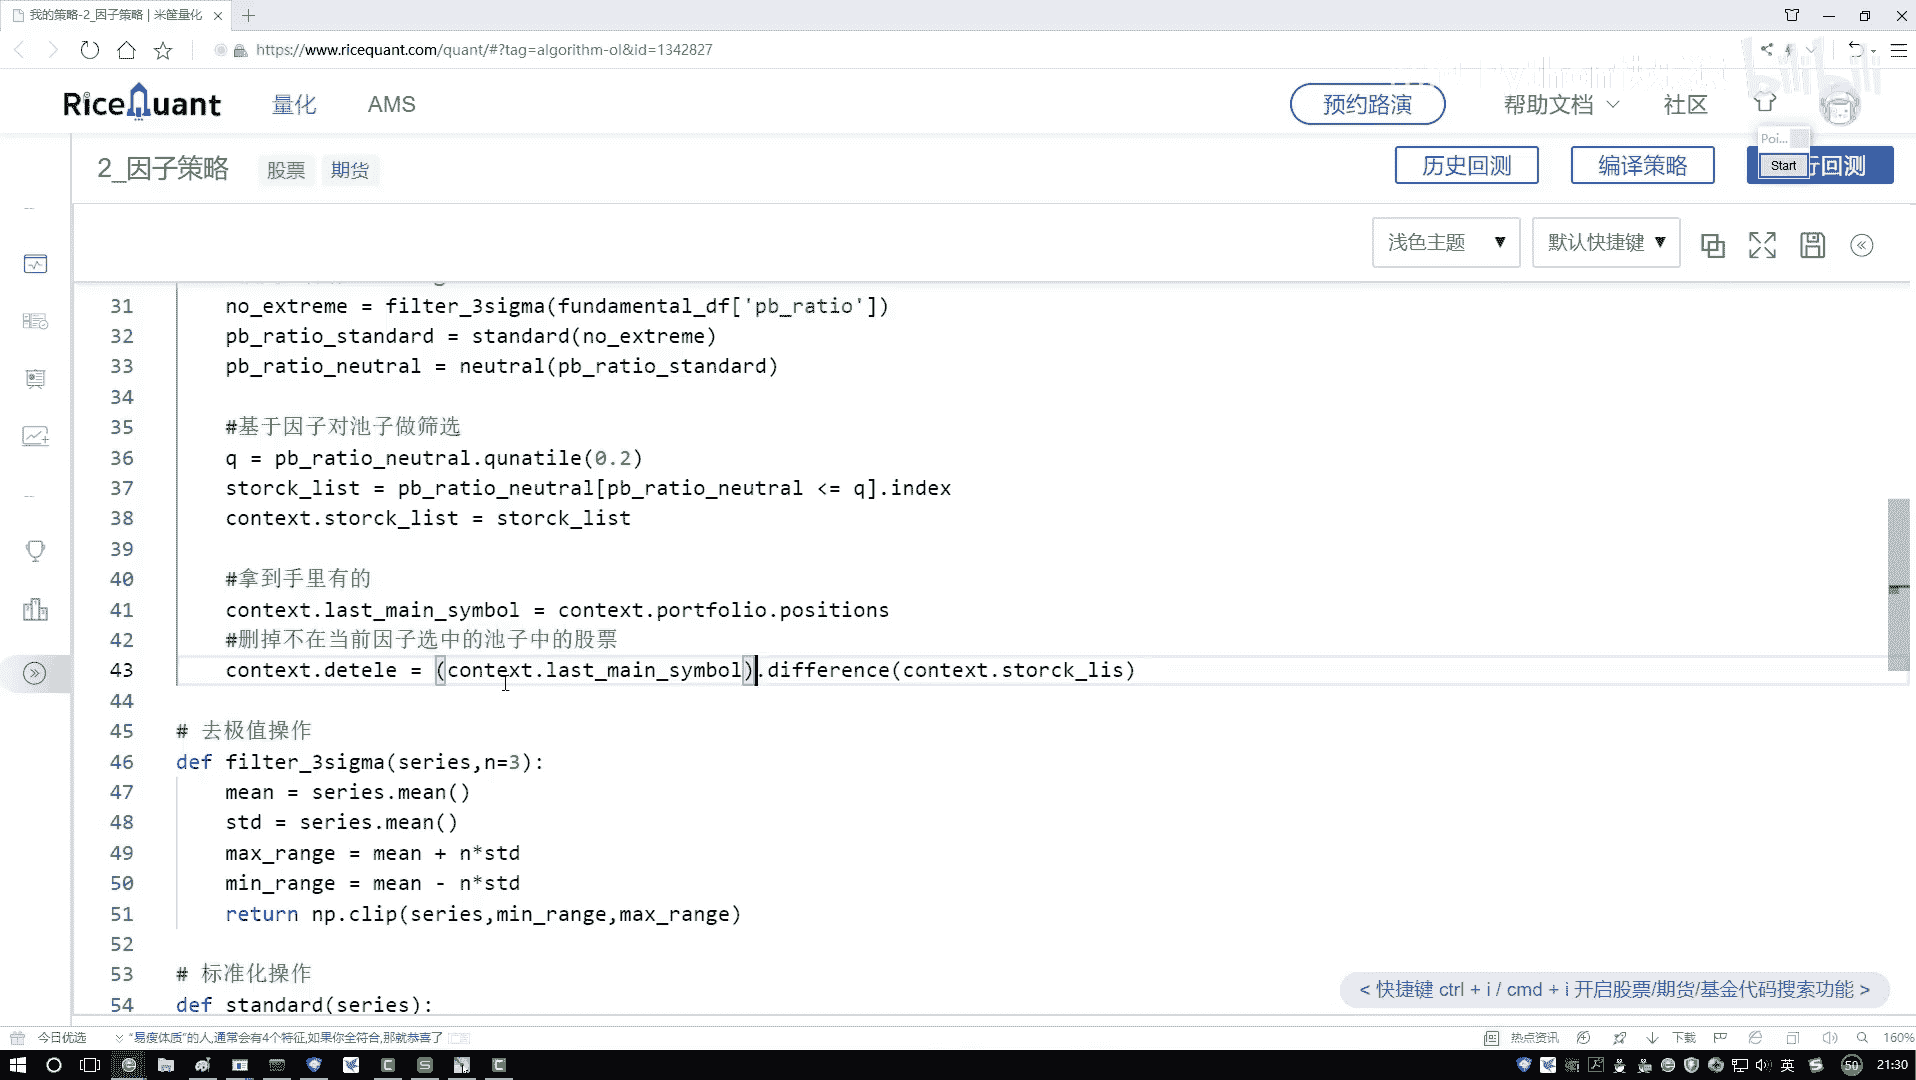 我的策略-2_因子策略 | 米筐量化
https://www.ricequant.com/quant/#?tag=algorithm-ol&id=1342827
RiceQuant 量化 AMS 预约路演 帮助文档 社区
Poi...
2_因子策略 股票 期货 历史回测 编译策略 Start 行回测
浅色主题 默认快捷键
31 no_extreme = filter_3sigma(fundamental_df['pb_ratio'])
32 pb_ratio_standard = standard(no_extreme)
33 pb_ratio_neutral = neutral(pb_ratio_standard)
34
35 #基于因子对池子做筛选
36 q = pb_ratio_neutral.qunatile(0.2)
37 storck_list = pb_ratio_neutral[pb_ratio_neutral <= q].index
38 context.storck_list = storck_list
39
40 #拿到手里有的
41 context.last_main_symbol = context.portfolio.positions
42 #删掉不在当前因子选中的池子中的股票
43 context.detele = (context.last_main_symbol).difference(context.storck_lis)
44
45 # 去极值操作
46 def filter_3sigma(series,n=3):
47 mean = series.mean()
48 std = series.mean()
49 max_range = mean + n*std
50 min_range = mean - n*std
51 return np.clip(series,min_range,max_range)
52
53 # 标准化操作
54 def standard(series):
< 快捷键 ctrl + i / cmd + i 开启股票/期货/基金代码搜索功能 >
今日优选 “易瘦体质”的人,通常会有4个特征,如果你全符合,那就恭喜了 热点资讯 下载 160%
英 50 21:30